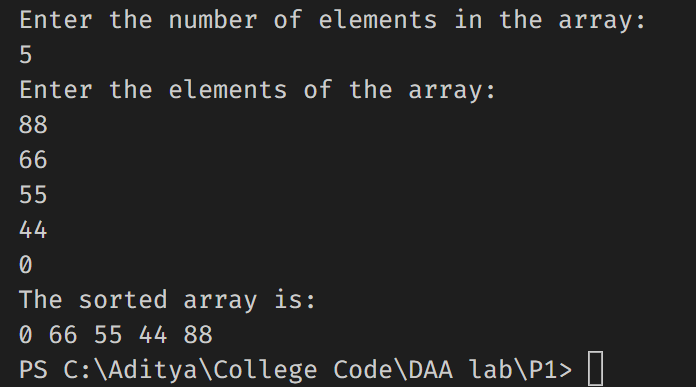 Enter the number of elements in the array:
5
Enter the elements of the array:
88
66
55
44
0
The sorted array is:
0 66 55 44 88
PS C:\Aditya\College Code\DAA lab\P1>